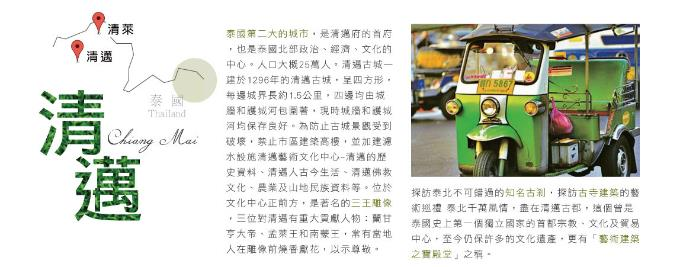 清萊
清邁
泰國
Thailand
清邁
Chiang Mai
泰國第二大的城市,是清邁府的首府
,也是泰國北部政治、經濟、文化的
中心。人口大概25萬人。清邁古城—
建於1296年的清邁古城,呈四方形,
每邊城界長約1.5公里,四邊均由城
牆和護城河包圍著,現時城牆和護城
河均保存良好。為防止古城景觀受到
破壞,禁止市區建築高樓,並加建濾
水設施清邁藝術文化中心-清邁的歷
史資料、清邁人古今生活、清邁佛教
文化、農業及山地民族資料等。位於
文化中心正前方,是著名的三王雕像
,三位對清邁有重大貢獻人物:蘭甘
亨大帝、孟萊王和南蒙王,常有當地
人在雕像前燒香獻花,以示尊敬。
5867
探訪泰北不可錯過的知名古剎,探訪古寺建築的藝
術巡禮 泰北千萬風情,盡在清邁古都,這個曾是
泰國史上第一個獨立國家的首都宗教、文化及貿易
中心,至今仍保許多的文化遺產,更有「藝術建築
之寶殿堂」之稱。